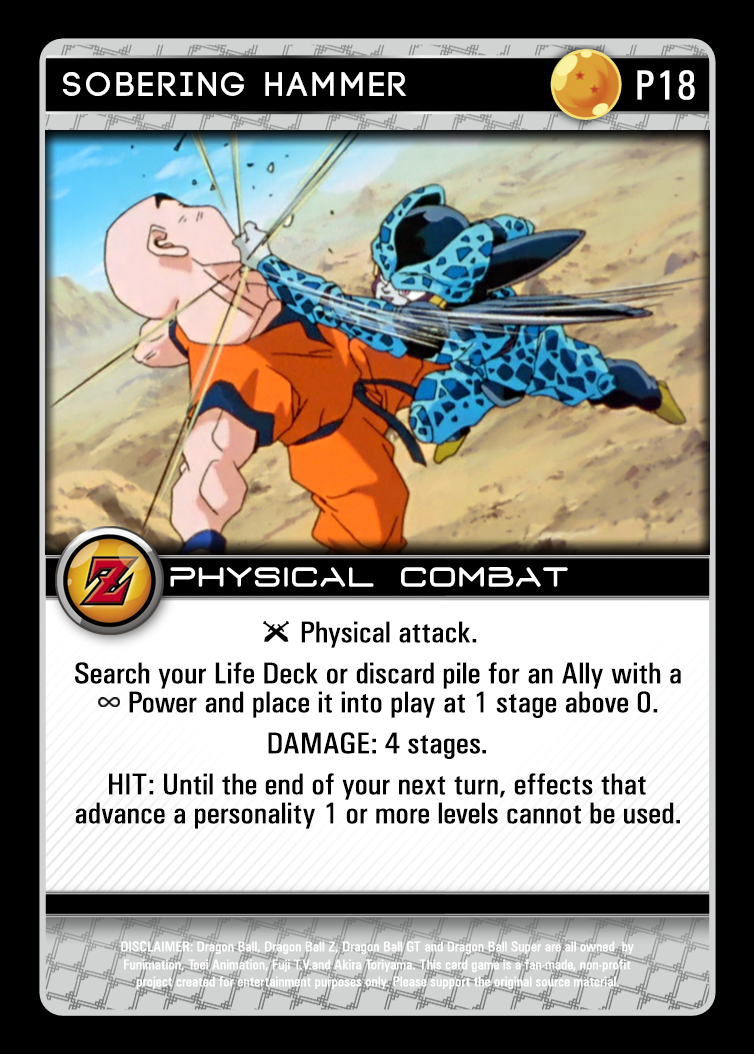 SOBERING HAMMER
P18
Z
PHYSICAL COMBAT
Physical attack.
Search your Life Deck or discard pile for an Ally with a
∞ Power and place it into play at 1 stage above 0.
DAMAGE: 4 stages.
HIT: Until the end of your next turn, effects that
advance a personality 1 or more levels cannot be used.
DISCLAIMER: Dragon Ball, Dragon Ball Z, Dragon Ball GT and Dragon Ball Super are all owned by
Funimation, Toei Animation, Fuji T.V.and Akira Toriyama. This card game is a fan-made, non-profit
project created for entertainment purposes only. Please support the original source material.